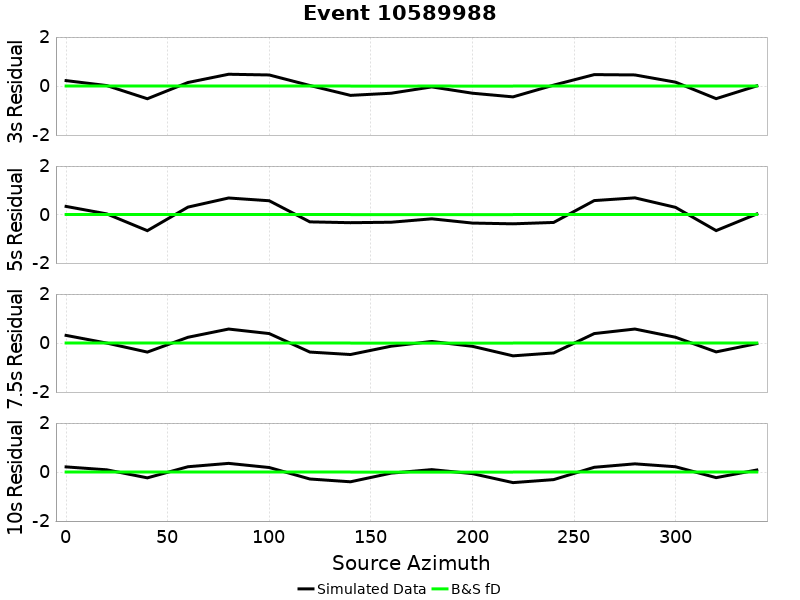 Event 10589988
3s Residual
2
0
-2
5s Residual
2
0
-2
7.5s Residual
2
0
-2
10s Residual
2
0
-2
0 50 100 150 200 250 300
Source Azimuth
Simulated Data B&S fD